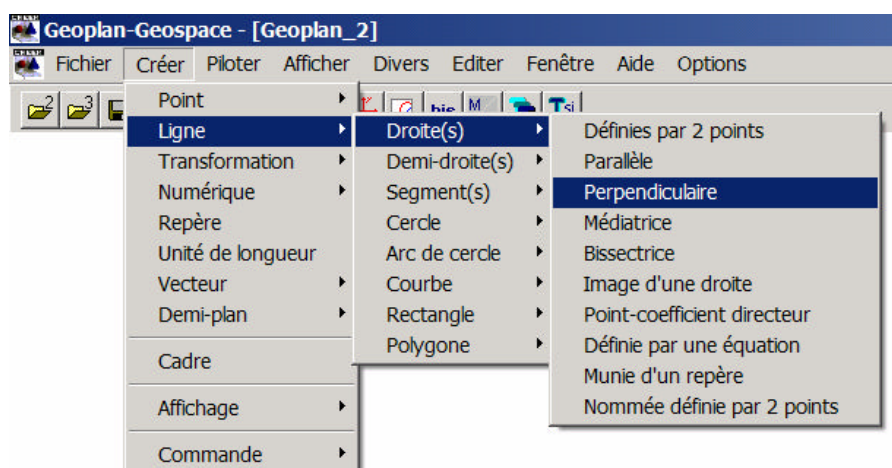 Geoplan-Geospace - [Geoplan_2]
Fichier Créer Piloter Afficher Divers Editer Fenêtre Aide Options
Point
Ligne
Transformation
Numérique
Repère
Unité de longueur
Vecteur
Demi-plan
Cadre
Affichage
Commande
Droite(s)
Demi-droite(s)
Segment(s)
Cercle
Arc de cercle
Courbe
Rectangle
Polygone
Définies par 2 points
Parallèle
Perpendiculaire
Médiatrice
Bissectrice
Image d'une droite
Point-coefficient directeur
Définie par une équation
Munie d'un repère
Nommée définie par 2 points